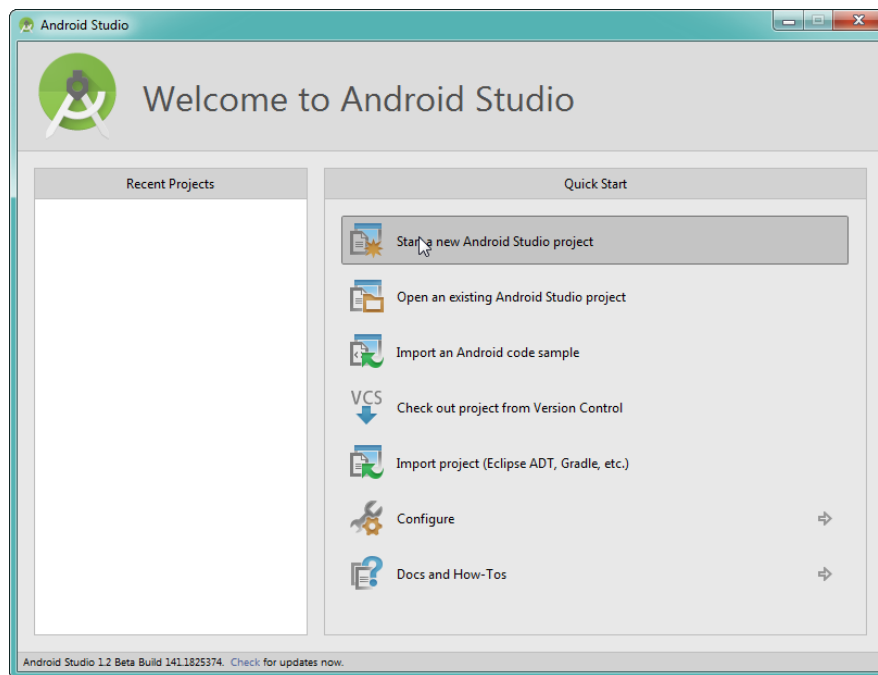 Android Studio
Welcome to Android Studio
Recent Projects
Quick Start
Start a new Android Studio project
Open an existing Android Studio project
Import an Android code sample
VCS
Check out project from Version Control
Import project (Eclipse ADT, Gradle, etc.)
Configure
Docs and How-Tos
Android Studio 1.2 Beta Build 141.1825374. Check for updates now.